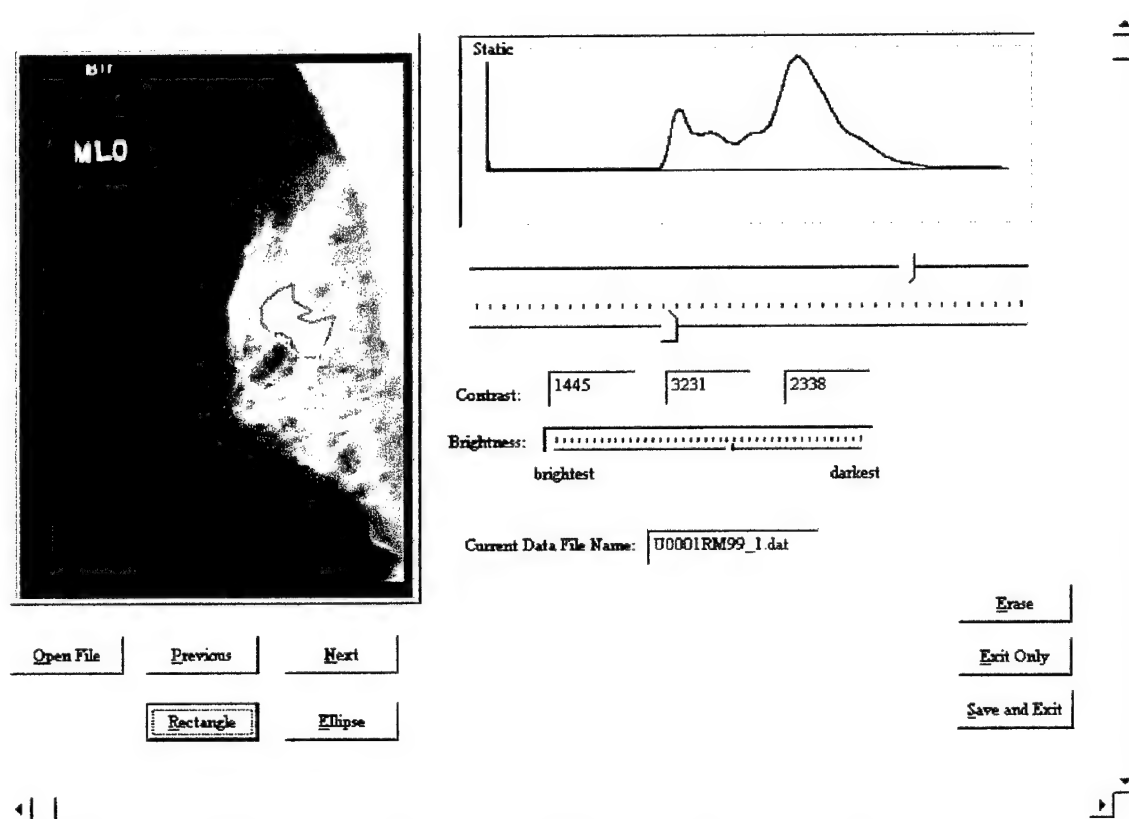 MLO
Static
Contrast: 1445 3231 2338
Brightness:
brightest darkest
Current Data File Name: U0001RM99_1.dat
Erase
Open File Previous Next Exit Only
Rectangle Ellipse Save and Exit